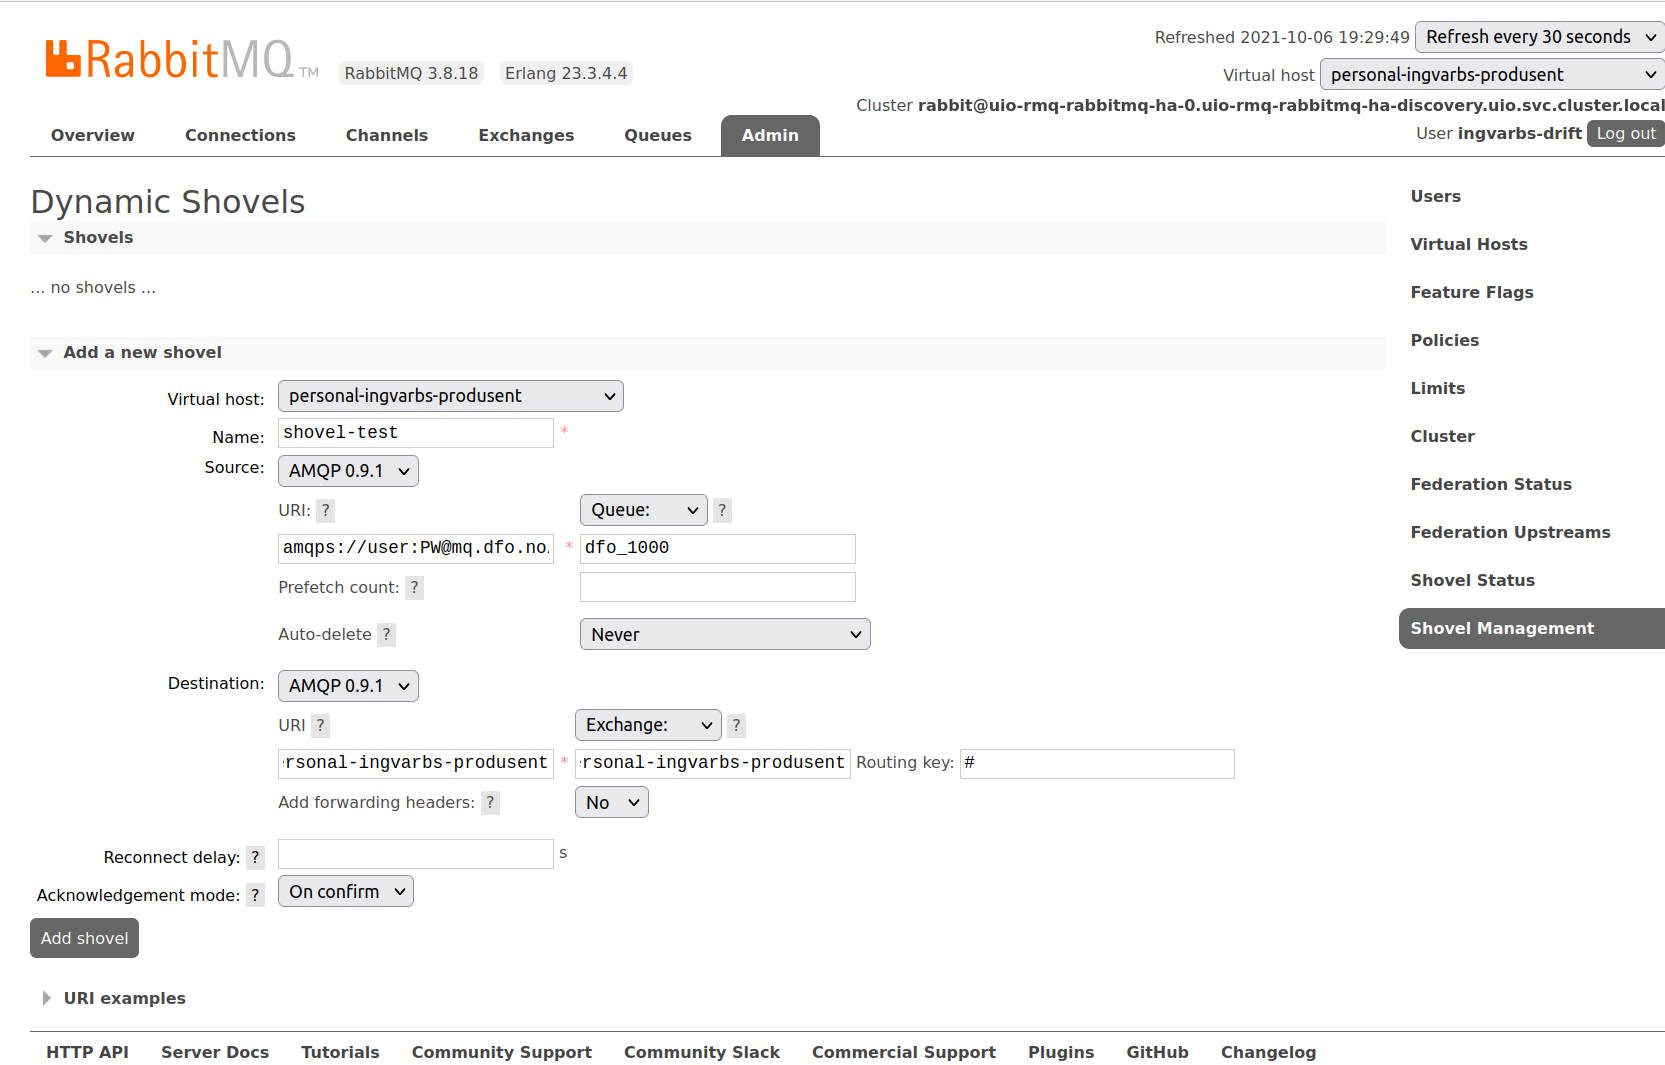 RabbitMQ TM RabbitMQ 3.8.18 Erlang 23.3.4.4
Refreshed 2021-10-06 19:29:49 Refresh every 30 seconds
Virtual host personal-ingvarbs-produsent
Cluster rabbit@uio-rmq-rabbitmq-ha-0.uio-rmq-rabbitmq-ha-discovery.uio.svc.cluster.local
User ingvarbs-drift Log out
Overview Connections Channels Exchanges Queues Admin
Dynamic Shovels
Shovels
... no shovels ...
Add a new shovel
Virtual host: personal-ingvarbs-produsent
Name: shovel-test *
Source: AMQP 0.9.1
URI: ? Queue: ?
amqps://user:PW@mq.dfo.no. * dfo_1000
Prefetch count: ?
Auto-delete ? Never
Destination: AMQP 0.9.1
URI ? Exchange: ?
rsonal-ingvarbs-produsent * rsonal-ingvarbs-produsent Routing key: #
Add forwarding headers: ? No
Reconnect delay: ? s
Acknowledgement mode: ? On confirm
Add shovel
URI examples
Users
Virtual Hosts
Feature Flags
Policies
Limits
Cluster
Federation Status
Federation Upstreams
Shovel Status
Shovel Management
HTTP API Server Docs Tutorials Community Support Community Slack Commercial Support Plugins GitHub Changelog